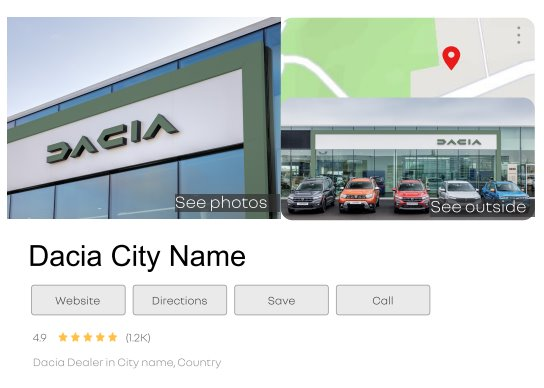 DACIA
DACIA
See photos
See outside
Dacia City Name
Website
Directions
Save
Call
4.9 ★★★★★ (1.2K)
Dacia Dealer in City name, Country